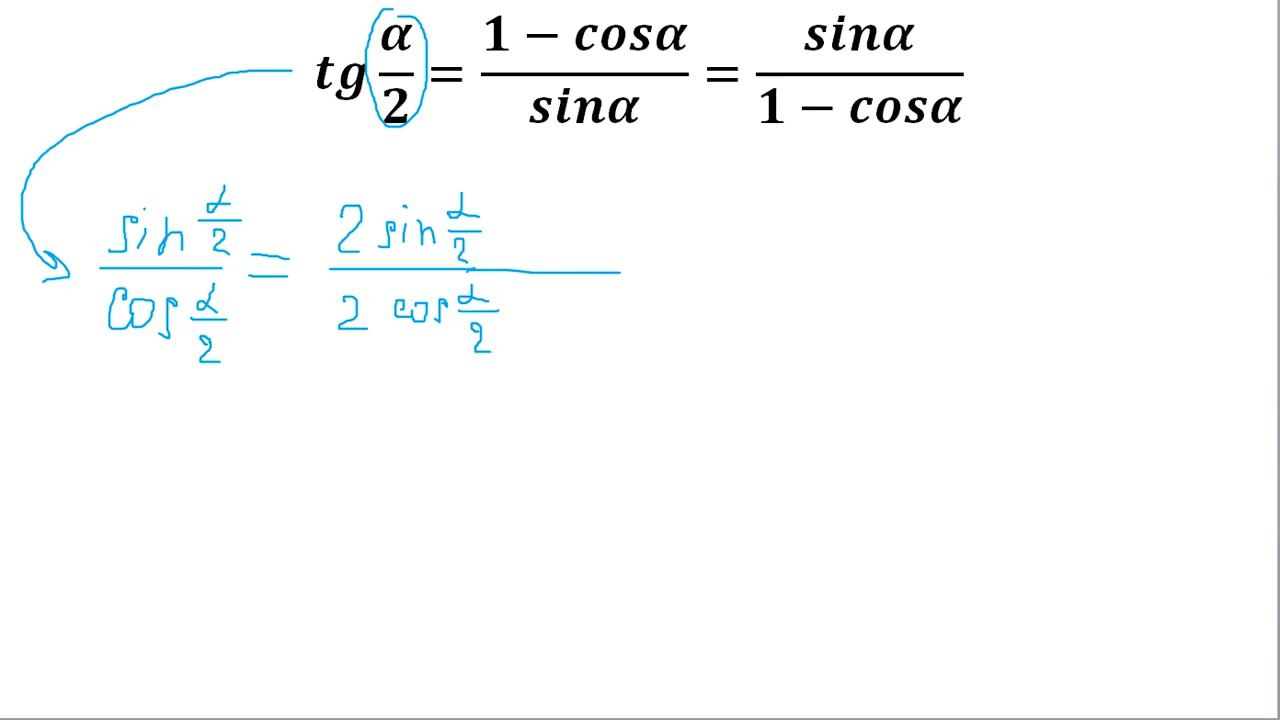 tg α/2 = (1 − cosα)/sinα = sinα/(1 − cosα)
sin α/2 / cos α/2 = 2 sin α/2 / 2 cos α/2